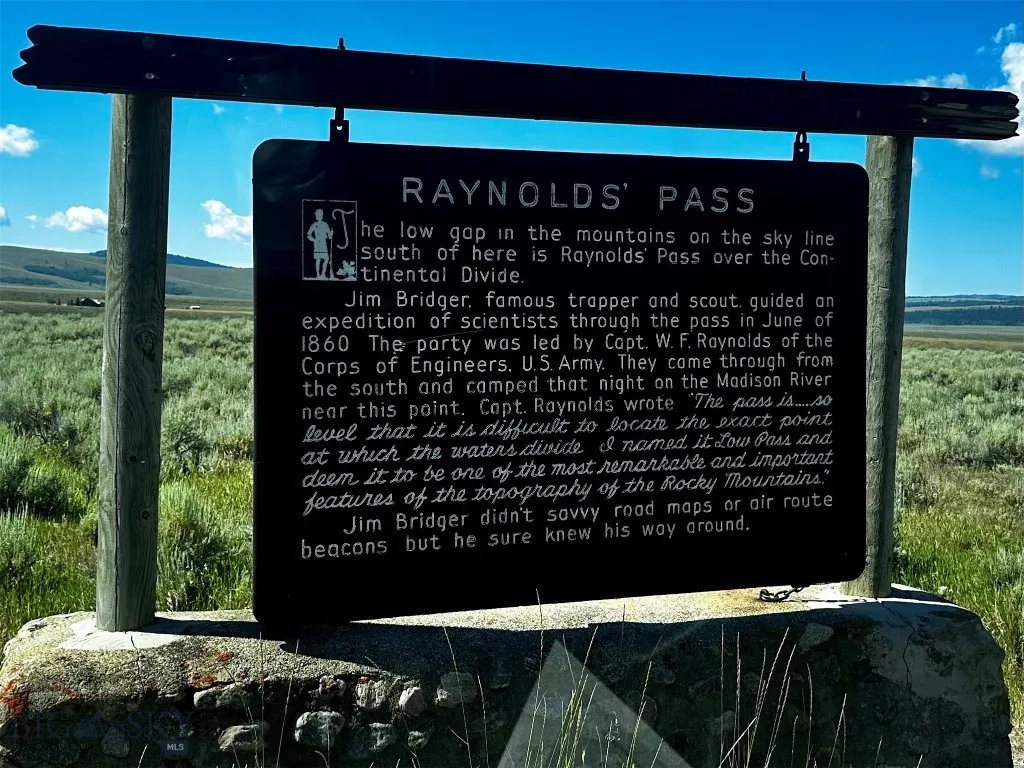 RAYNOLDS' PASS
The low gap in the mountains on the sky line
south of here is Raynolds' Pass over the Con-
tinental Divide.
Jim Bridger, famous trapper and scout, guided an
expedition of scientists through the pass in June of
1860 The party was led by Capt. W. F. Raynolds of the
Corps of Engineers, U.S. Army. They came through from
the south and camped that night on the Madison River
near this point. Capt. Raynolds wrote "The pass is....so
level that it is difficult to locate the exact point
at which the waters divide. I named it Low Pass and
deem it to be one of the most remarkable and important
features of the topography of the Rocky Mountains."
Jim Bridger didn't savvy road maps or air route
beacons but he sure knew his way around.
BIG SKY
MLS